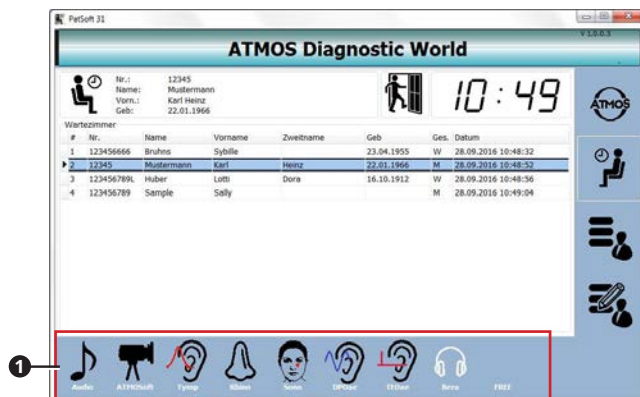 PetSoft 31
V 1.0.0.3
ATMOS Diagnostic World
Nr.: 12345
Name: Mustermann
Vorn.: Karl Heinz
Geb: 22.01.1966
10:49
ATMOS
Wartezimmer
# Nr. Name Vorname Zweitname Geb Ges. Datum
1 123456666 Bruhns Sybille 23.04.1955 W 28.09.2016 10:48:32
2 12345 Mustermann Karl Heinz 22.01.1966 M 28.09.2016 10:48:52
3 123456789L Huber Lotti Dora 16.10.1912 W 28.09.2016 10:48:56
4 123456789 Sample Sally M 28.09.2016 10:49:04
1
Audio ATMOSoft Tymp Rhino Sono DPOae TEOae Bera FREF